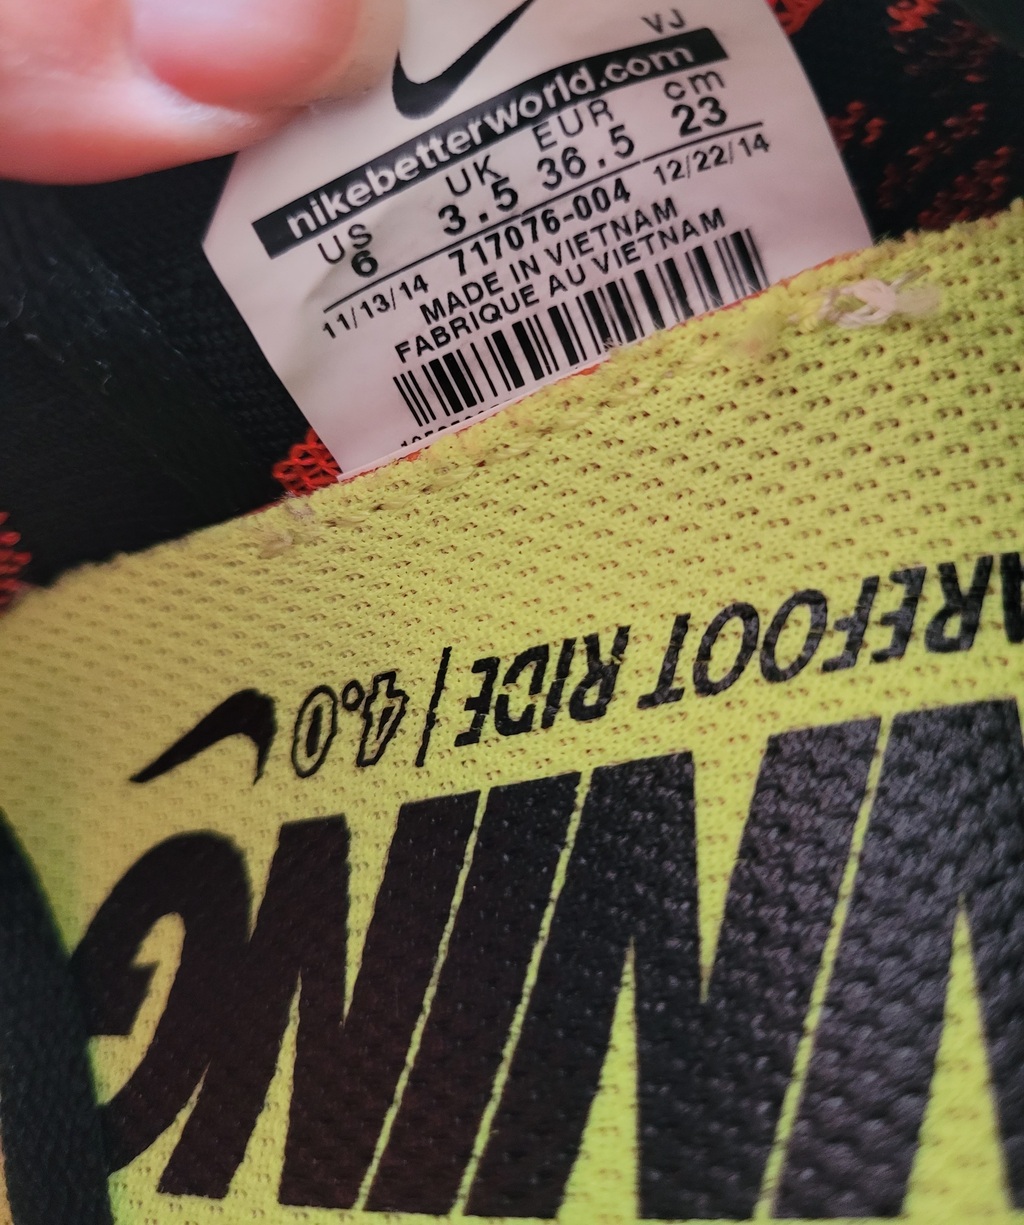 VJ
nikebetterworld.com
US UK EUR cm
6 3.5 36.5 23
11/13/14 717076-004 12/22/14
MADE IN VIETNAM
FABRIQUE AU VIETNAM
AREFOOT RIDE | 4.0
NNING